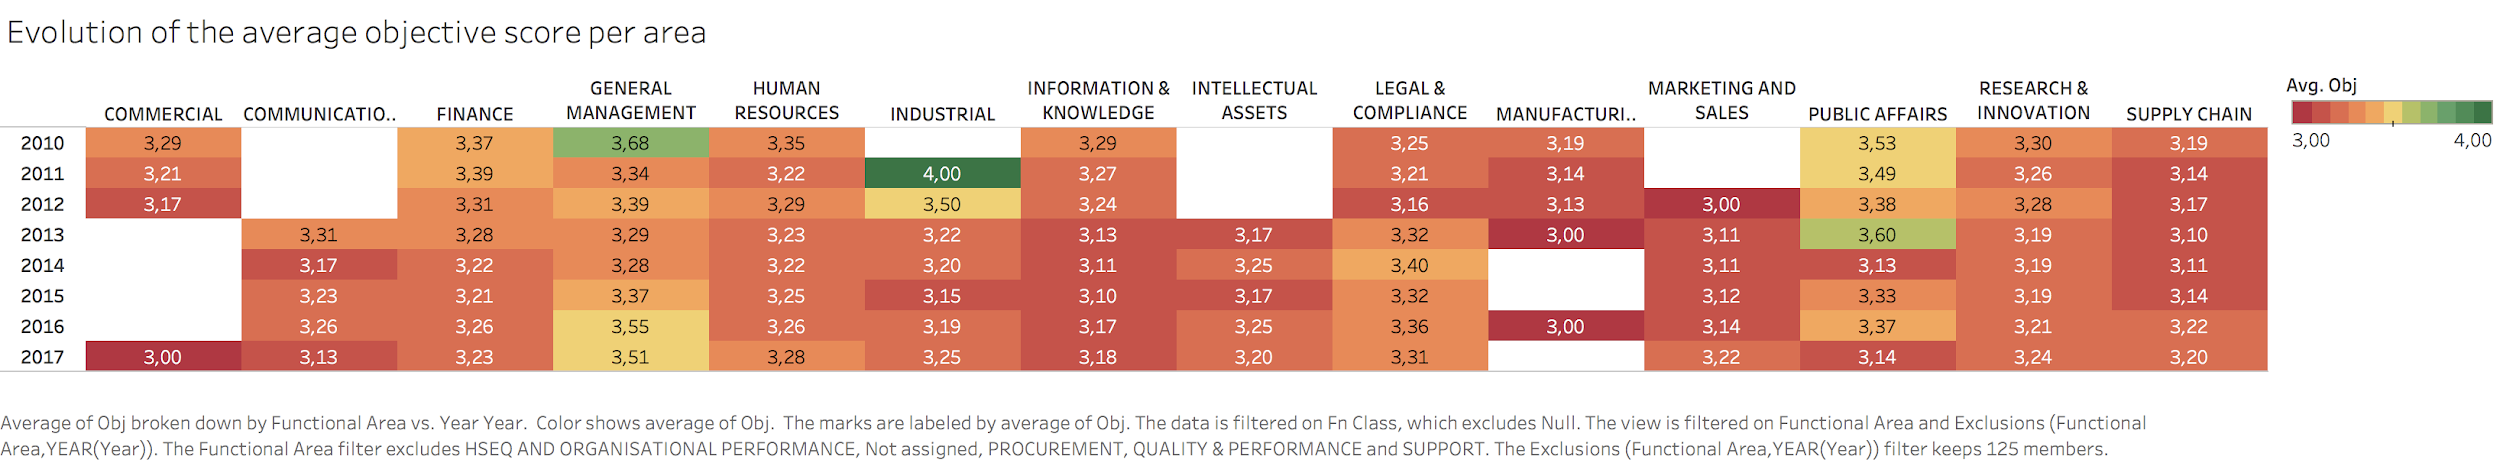 Evolution of the average objective score per area
COMMERCIAL COMMUNICATIO.. FINANCE GENERAL MANAGEMENT HUMAN RESOURCES INDUSTRIAL INFORMATION & KNOWLEDGE INTELLECTUAL ASSETS LEGAL & COMPLIANCE MANUFACTURI.. MARKETING AND SALES PUBLIC AFFAIRS RESEARCH & INNOVATION SUPPLY CHAIN
2010 3,29 3,37 3,68 3,35 3,29 3,25 3,19 3,53 3,30 3,19
2011 3,21 3,39 3,34 3,22 4,00 3,27 3,21 3,14 3,49 3,26 3,14
2012 3,17 3,31 3,39 3,29 3,50 3,24 3,16 3,13 3,00 3,38 3,28 3,17
2013 3,31 3,28 3,29 3,23 3,22 3,13 3,17 3,32 3,00 3,11 3,60 3,19 3,10
2014 3,17 3,22 3,28 3,22 3,20 3,11 3,25 3,40 3,11 3,13 3,19 3,11
2015 3,23 3,21 3,37 3,25 3,15 3,10 3,17 3,32 3,12 3,33 3,19 3,14
2016 3,26 3,26 3,55 3,26 3,19 3,17 3,25 3,36 3,00 3,14 3,37 3,21 3,22
2017 3,00 3,13 3,23 3,51 3,28 3,25 3,18 3,20 3,31 3,22 3,14 3,24 3,20
Avg. Obj
3,00 4,00
Average of Obj broken down by Functional Area vs. Year Year.  Color shows average of Obj.  The marks are labeled by average of Obj. The data is filtered on Fn Class, which excludes Null. The view is filtered on Functional Area and Exclusions (Functional
Area,YEAR(Year)). The Functional Area filter excludes HSEQ AND ORGANISATIONAL PERFORMANCE, Not assigned, PROCUREMENT, QUALITY & PERFORMANCE and SUPPORT. The Exclusions (Functional Area,YEAR(Year)) filter keeps 125 members.